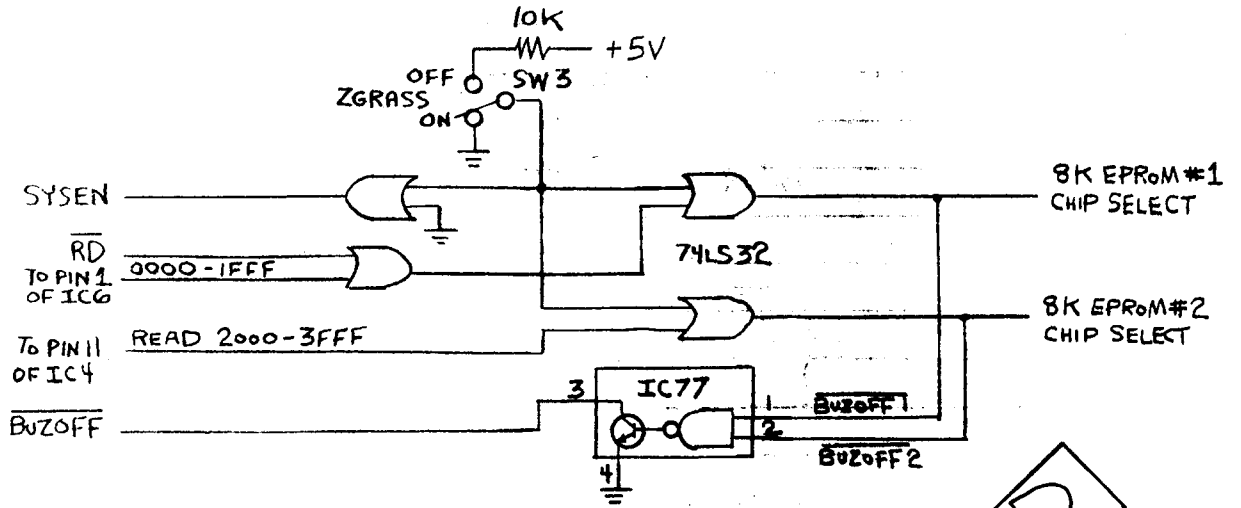 10K
+5V
OFF
SW3
ZGRASS
ON
SYSEN
8K EPROM #1
CHIP SELECT
RD
0000-1FFF
TO PIN 1
OF IC6
74LS32
8K EPROM #2
CHIP SELECT
READ 2000-3FFF
TO PIN 11
OF IC4
3
IC77
1
BUZOFF 1
2
BUZOFF
BUZOFF 2
4